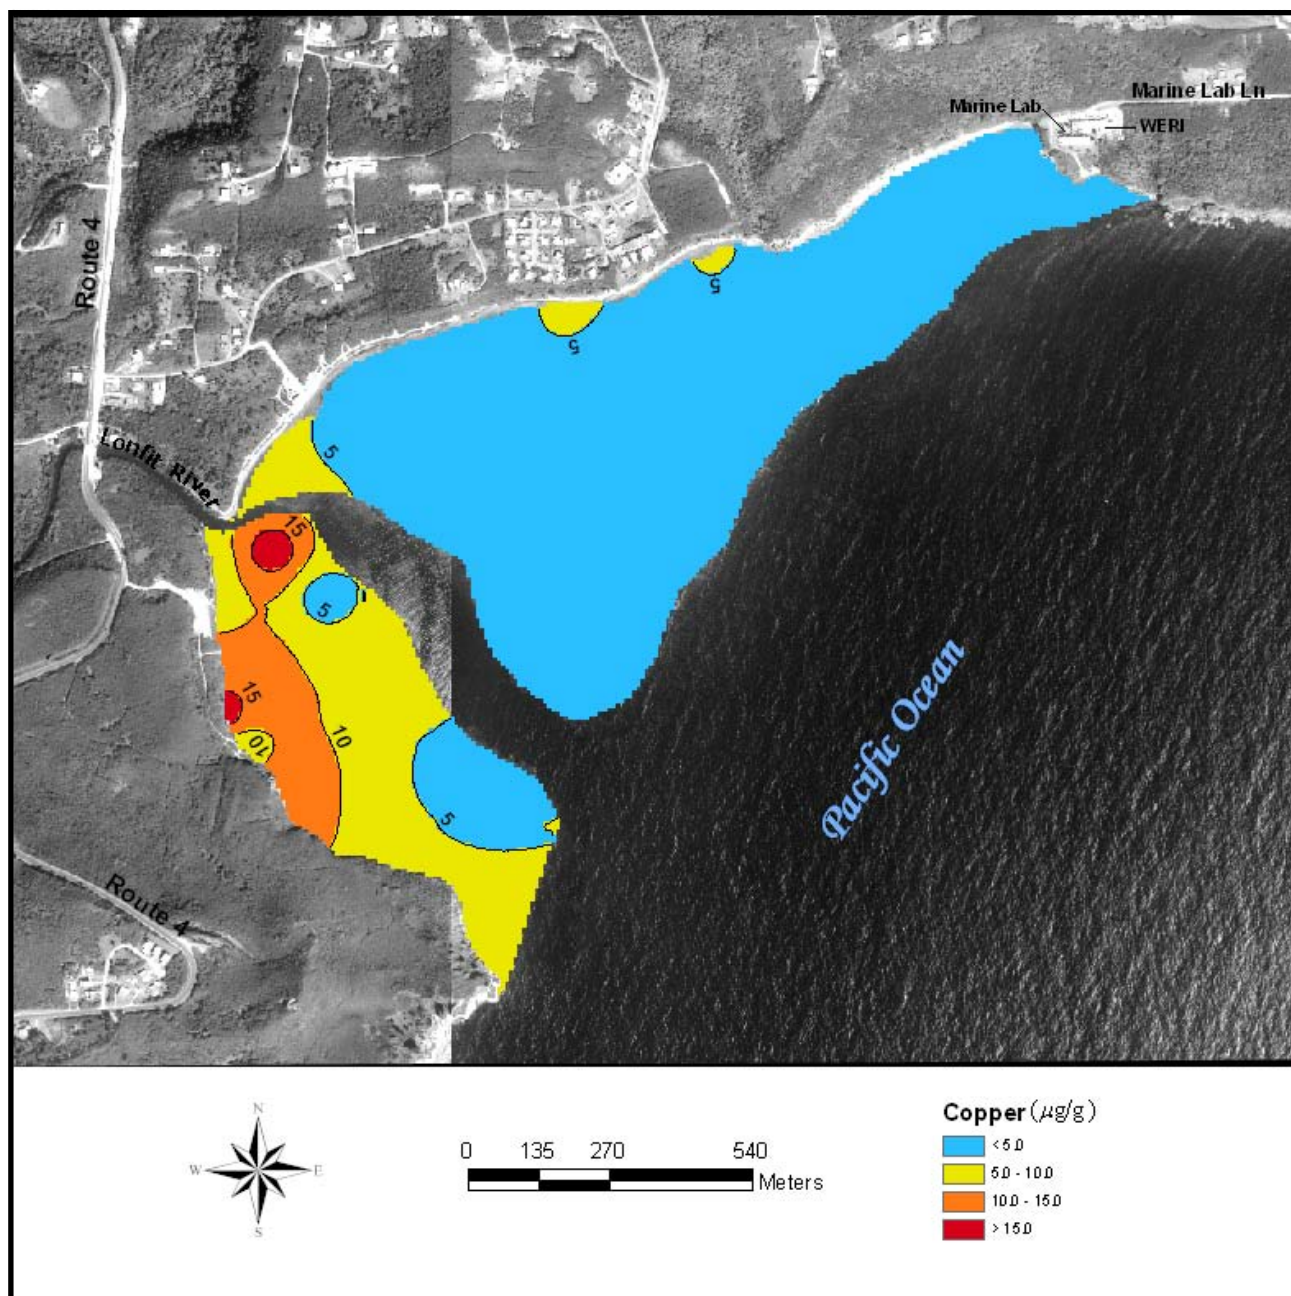 Marine Lab Ln
Marine Lab
WERI
Route 4
5
5
5
Lonfit River
15
5
15
10
10
5
Pacific Ocean
Route 4
N
W
E
S
0 135 270 540
Meters
Copper (µg/g)
< 5.0
5.0 - 10.0
10.0 - 15.0
> 15.0